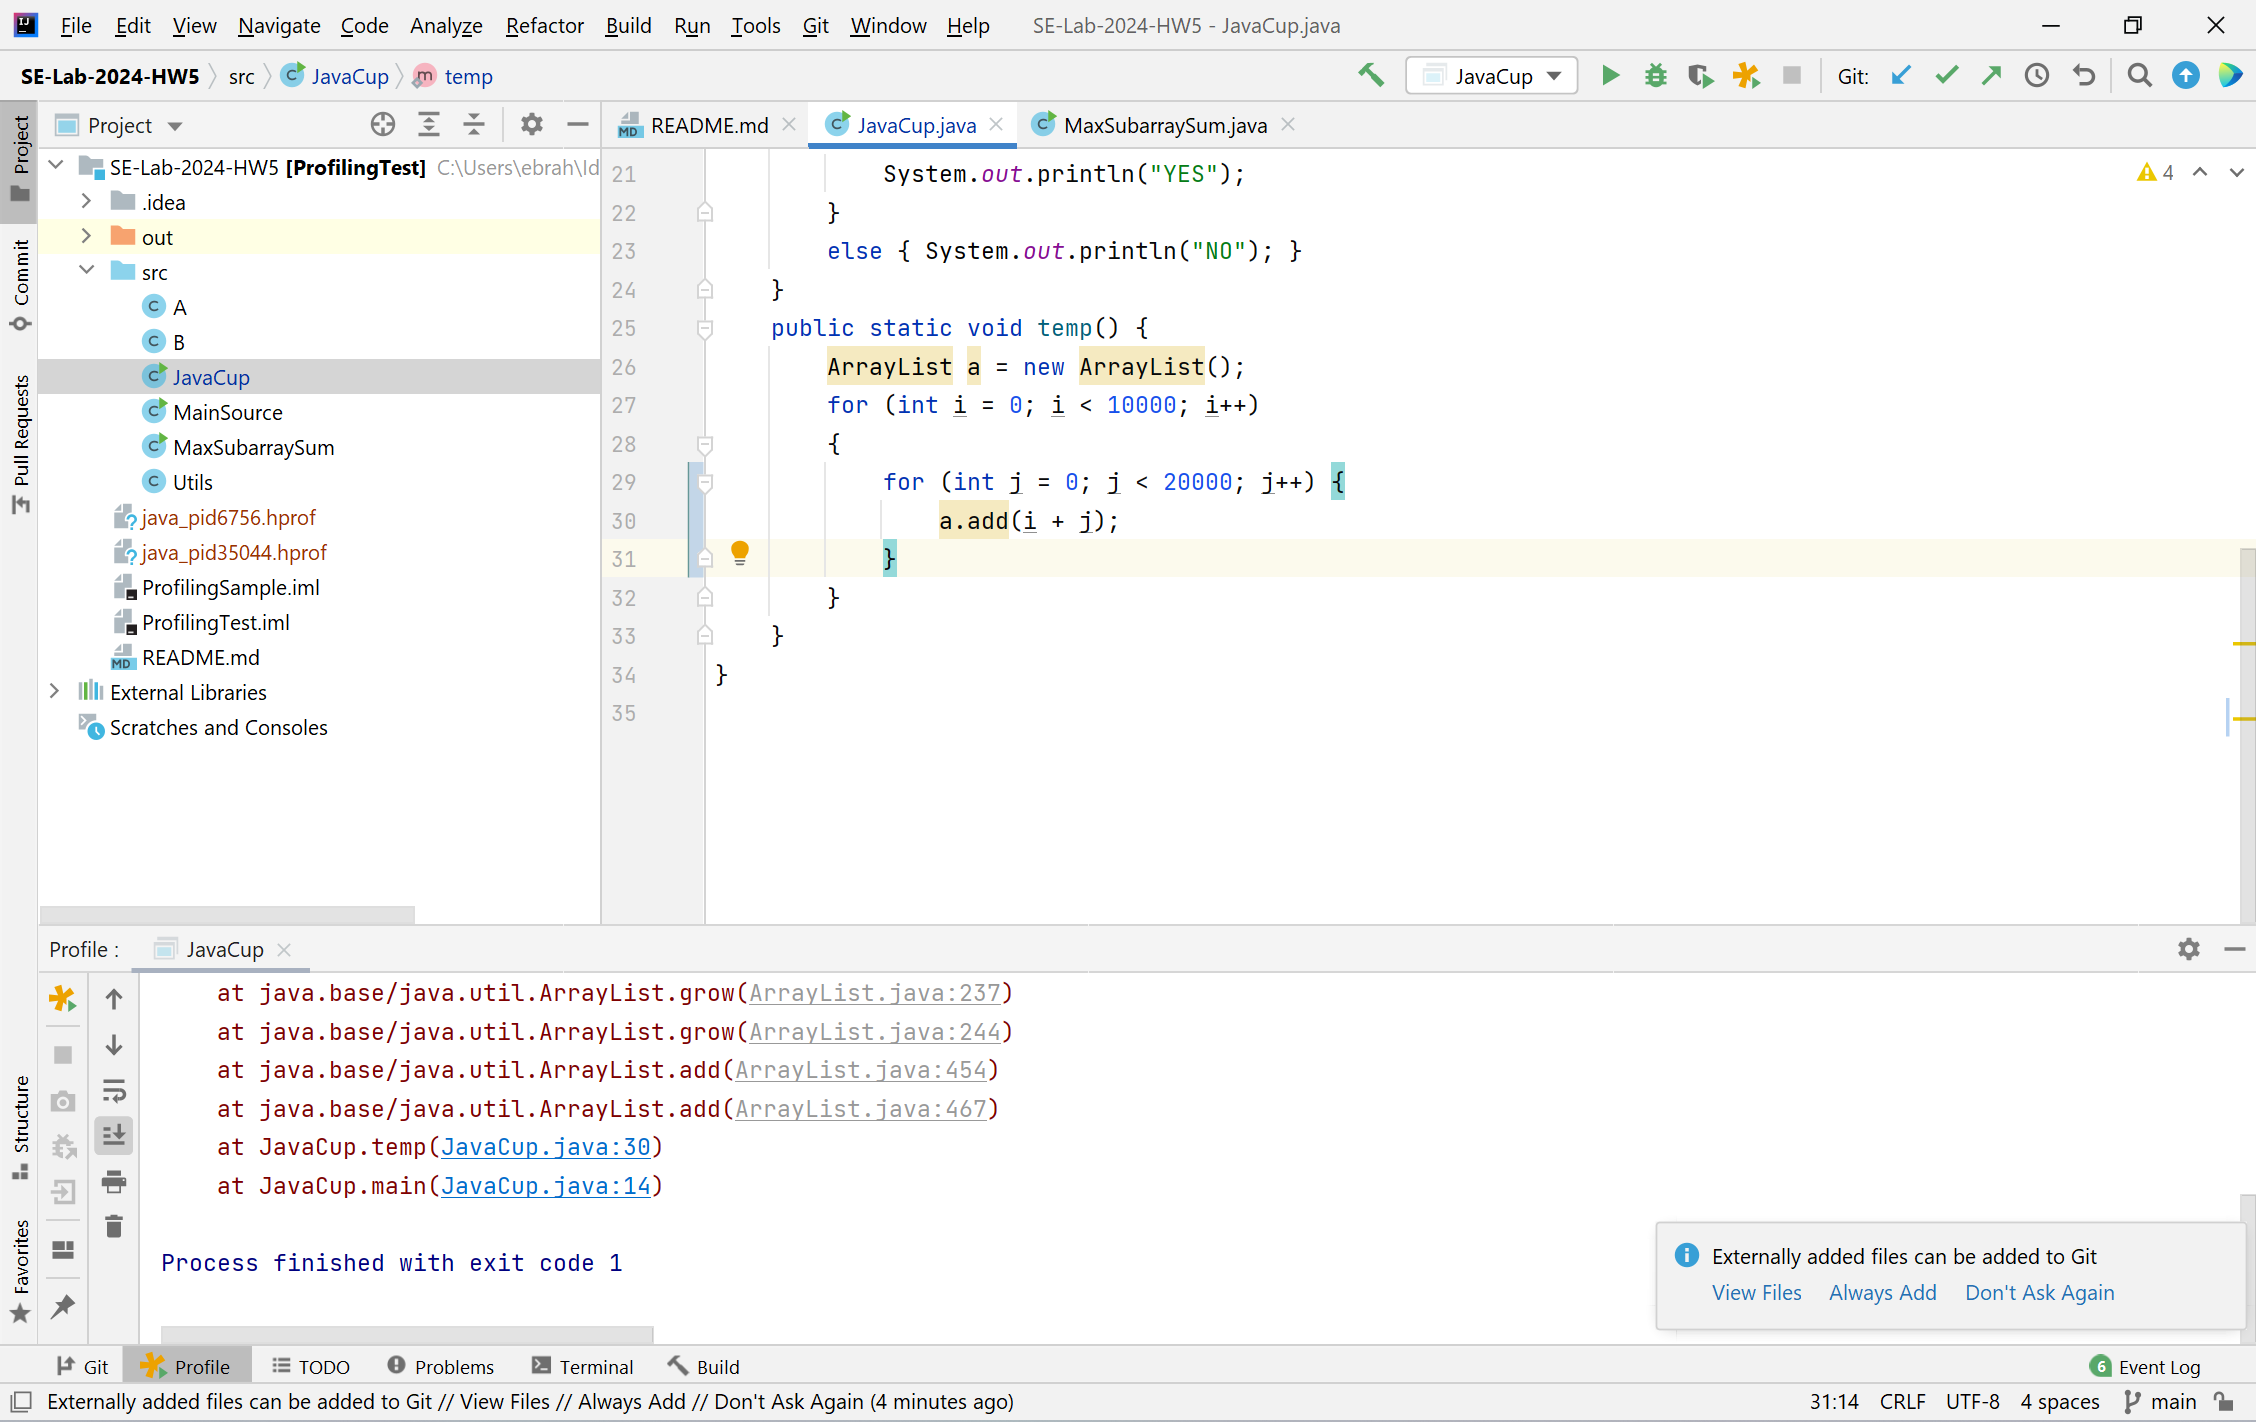 File Edit View Navigate Code Analyze Refactor Build Run Tools Git Window Help SE-Lab-2024-HW5 - JavaCup.java
SE-Lab-2024-HW5 src JavaCup temp JavaCup Git:
Project README.md JavaCup.java MaxSubarraySum.java
Project
Commit
Pull Requests
Structure
Favorites
SE-Lab-2024-HW5 [ProfilingTest] C:\Users\ebrah\Id
.idea
out
src
A
B
JavaCup
MainSource
MaxSubarraySum
Utils
java_pid6756.hprof
java_pid35044.hprof
ProfilingSample.iml
ProfilingTest.iml
README.md
External Libraries
Scratches and Consoles
4
21 System.out.println("YES");
22 }
23 else { System.out.println("NO"); }
24 }
25 public static void temp() {
26 ArrayList a = new ArrayList();
27 for (int i = 0; i < 10000; i++)
28 {
29 for (int j = 0; j < 20000; j++) {
30 a.add(i + j);
31 }
32 }
33 }
34 }
35
Profile : JavaCup
at java.base/java.util.ArrayList.grow(ArrayList.java:237)
at java.base/java.util.ArrayList.grow(ArrayList.java:244)
at java.base/java.util.ArrayList.add(ArrayList.java:454)
at java.base/java.util.ArrayList.add(ArrayList.java:467)
at JavaCup.temp(JavaCup.java:30)
at JavaCup.main(JavaCup.java:14)
Process finished with exit code 1
Externally added files can be added to Git
View Files Always Add Don't Ask Again
Git Profile TODO Problems Terminal Build 6 Event Log
Externally added files can be added to Git // View Files // Always Add // Don't Ask Again (4 minutes ago) 31:14 CRLF UTF-8 4 spaces main